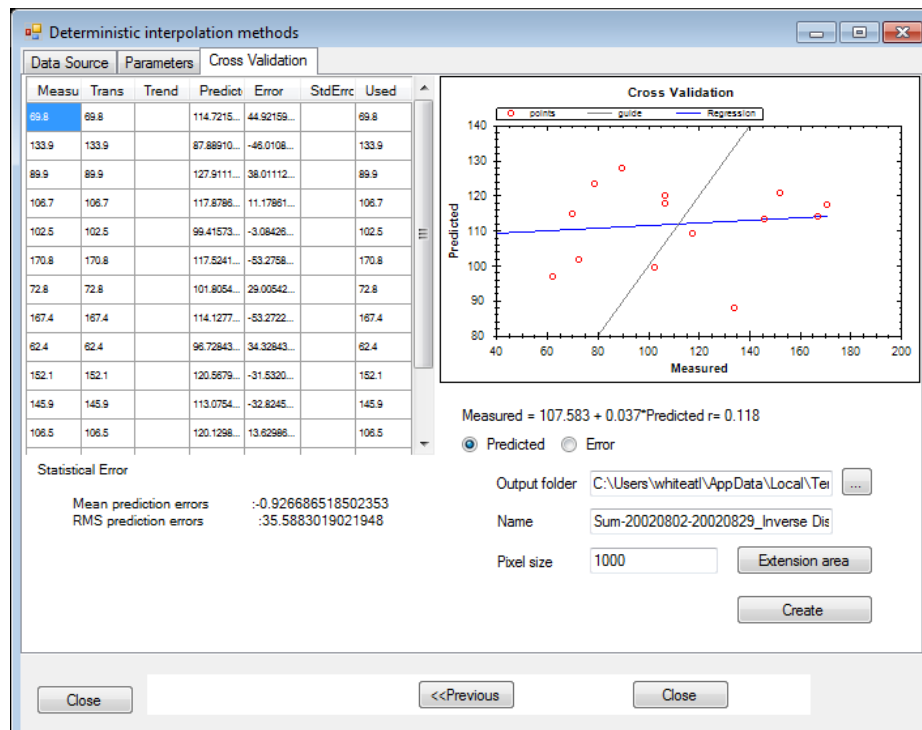 Deterministic interpolation methods
Data Source Parameters Cross Validation
Measu Trans Trend Predict Error StdErrc Used
69.8 69.8 114.7215... 44.92159... 69.8
133.9 133.9 87.88910... -46.0108... 133.9
89.9 89.9 127.9111... 38.01112... 89.9
106.7 106.7 117.8786... 11.17861... 106.7
102.5 102.5 99.41573... -3.08426... 102.5
170.8 170.8 117.5241... -53.2758... 170.8
72.8 72.8 101.8054... 29.00542... 72.8
167.4 167.4 114.1277... -53.2722... 167.4
62.4 62.4 96.72843... 34.32843... 62.4
152.1 152.1 120.5679... -31.5320... 152.1
145.9 145.9 113.0754... -32.8245... 145.9
106.5 106.5 120.1298... 13.62986... 106.5
Statistical Error
Mean prediction errors :-0.926686518502353
RMS prediction errors :35.5883019021948
Cross Validation
points guide Regression
140
130
120
110
100
90
80
Predicted
40 60 80 100 120 140 160 180 200
Measured
Measured = 107.583 + 0.037*Predicted r= 0.118
Predicted Error
Output folder C:\Users\whiteatl\AppData\Local\Ter ...
Name Sum-20020802-20020829_Inverse Dis
Pixel size 1000 Extension area
Create
Close <<Previous Close